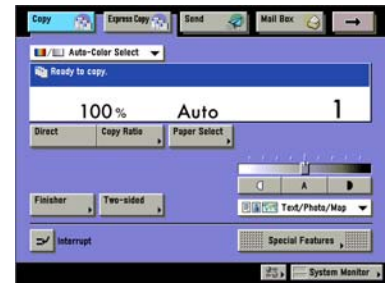 Copy
Express Copy
Send
Mail Box
Auto-Color Select
Ready to copy.
100% Auto 1
Direct
Copy Ratio
Paper Select
A
Finisher
Two-sided
Text/Photo/Map
Interrupt
Special Features
System Monitor